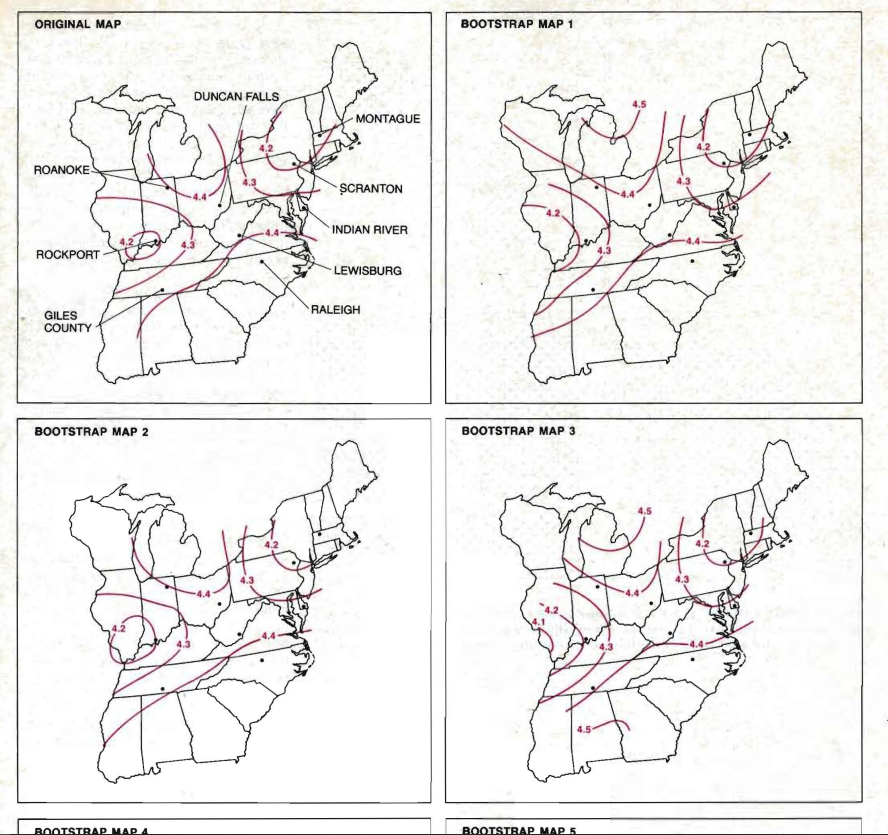 ORIGINAL MAP
DUNCAN FALLS
MONTAGUE
4.2
ROANOKE
4.4
4.3
SCRANTON
INDIAN RIVER
4.4
4.2
4.3
ROCKPORT
LEWISBURG
RALEIGH
GILES
COUNTY
BOOTSTRAP MAP 1
4.5
4.2
4.3
4.4
4.2
4.4
4.3
BOOTSTRAP MAP 2
4.2
4.3
4.4
4.2
4.4
4.3
BOOTSTRAP MAP 3
4.5
4.2
4.3
4.4
4.2
4.1
4.4
4.3
4.5
BOOTSTRAP MAP 4
BOOTSTRAP MAP 5